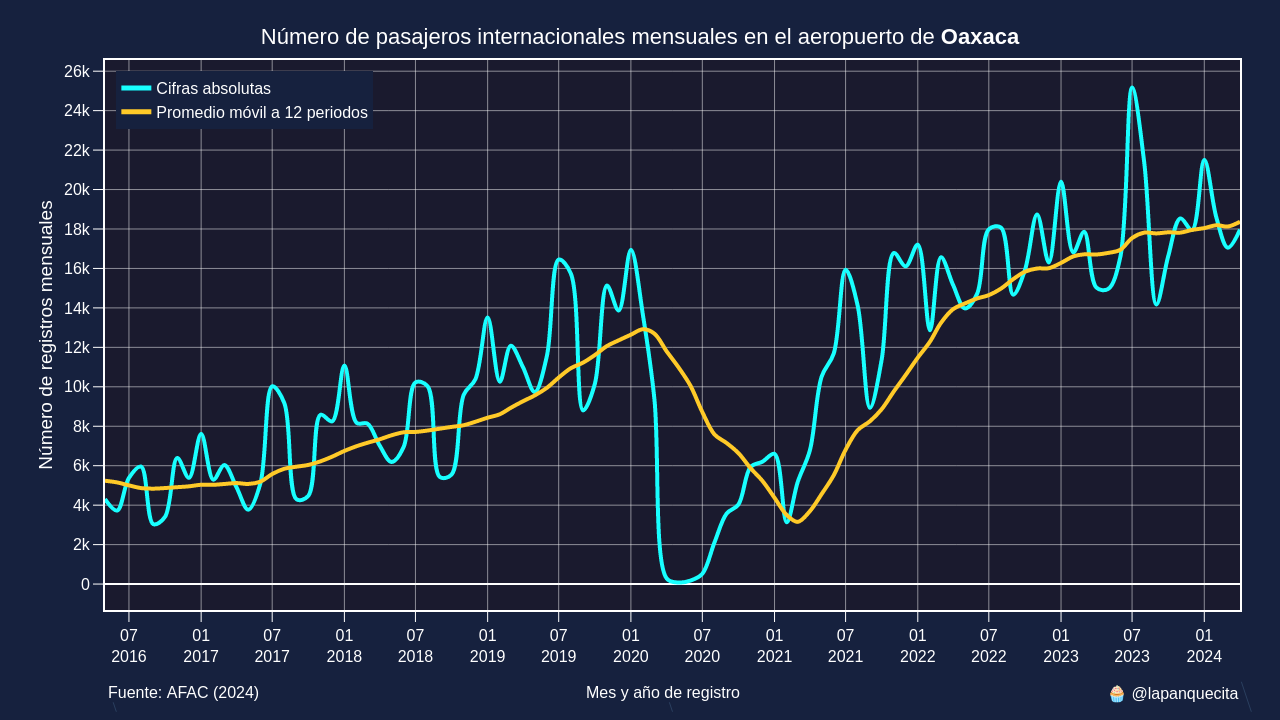 Número de pasajeros internacionales mensuales en el aeropuerto de Oaxaca
Cifras absolutas
Promedio móvil a 12 periodos
Número de registros mensuales
26k
24k
22k
20k
18k
16k
14k
12k
10k
8k
6k
4k
2k
0
07 01 07 01 07 01 07 01 07 01 07 01 07 01 07 01
2016 2017 2017 2018 2018 2019 2019 2020 2020 2021 2021 2022 2022 2023 2023 2024
Fuente: AFAC (2024) Mes y año de registro 🧁 @lapanquecita